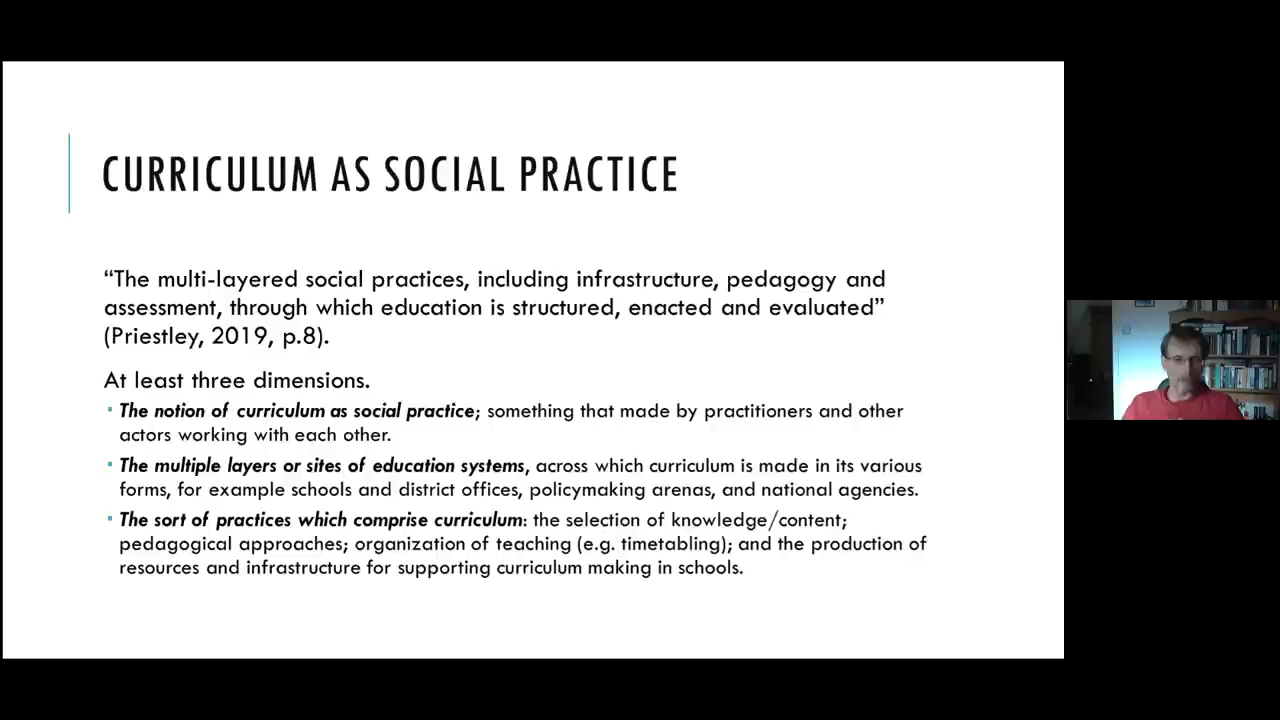 CURRICULUM AS SOCIAL PRACTICE
“The multi-layered social practices, including infrastructure, pedagogy and
assessment, through which education is structured, enacted and evaluated”
(Priestley, 2019, p.8).
At least three dimensions.
The notion of curriculum as social practice; something that made by practitioners and other
actors working with each other.
The multiple layers or sites of education systems, across which curriculum is made in its various
forms, for example schools and district offices, policymaking arenas, and national agencies.
The sort of practices which comprise curriculum: the selection of knowledge/content;
pedagogical approaches; organization of teaching (e.g. timetabling); and the production of
resources and infrastructure for supporting curriculum making in schools.